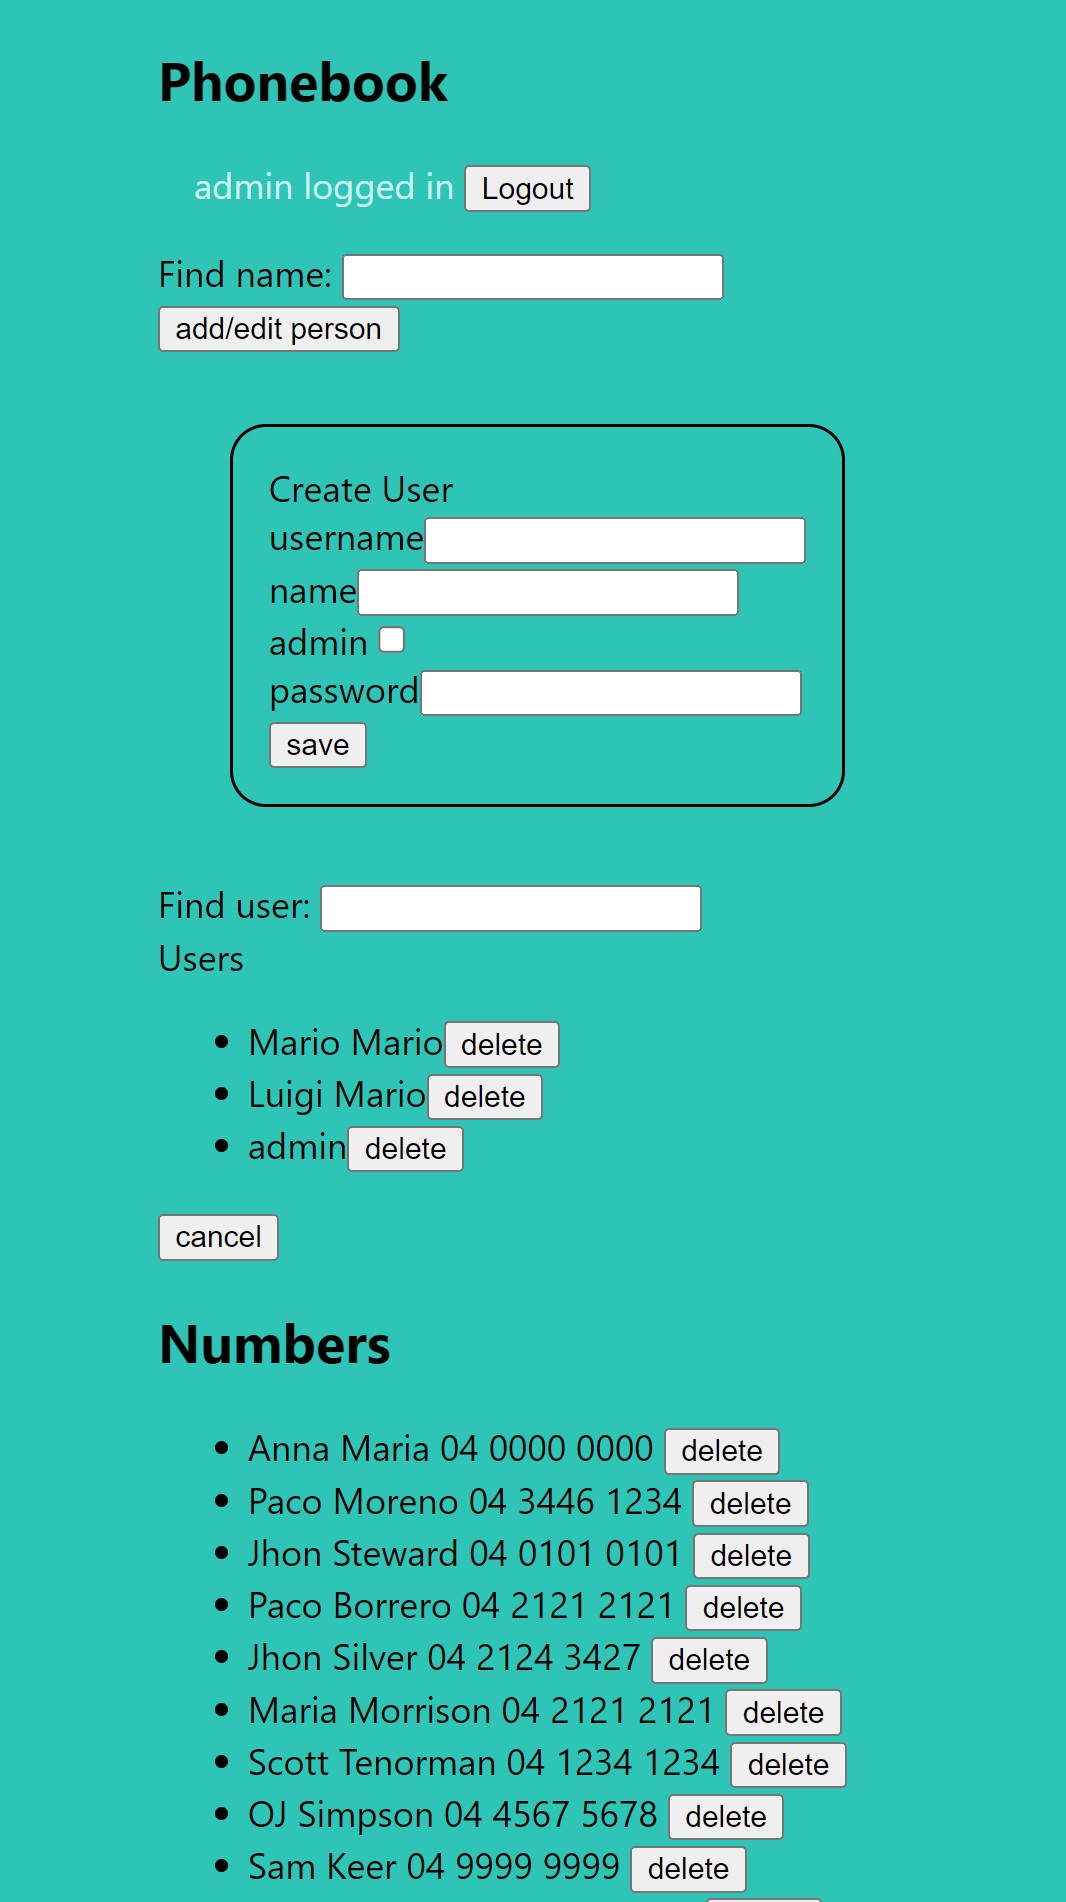 Phonebook
admin logged in Logout
Find name:
add/edit person
Create User
username
name
admin
password
save
Find user:
Users
Mario Mario delete
Luigi Mario delete
admin delete
cancel
Numbers
Anna Maria 04 0000 0000 delete
Paco Moreno 04 3446 1234 delete
Jhon Steward 04 0101 0101 delete
Paco Borrero 04 2121 2121 delete
Jhon Silver 04 2124 3427 delete
Maria Morrison 04 2121 2121 delete
Scott Tenorman 04 1234 1234 delete
OJ Simpson 04 4567 5678 delete
Sam Keer 04 9999 9999 delete